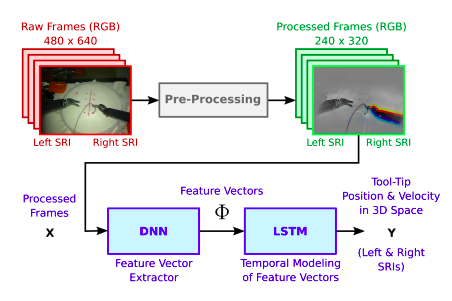 Raw Frames (RGB)
480 x 640
Processed Frames (RGB)
240 x 320
Pre-Processing
Left SRI
Right SRI
Left SRI
Right SRI
Processed
Frames
X
DNN
Feature Vector
Extractor
Feature Vectors
Φ
LSTM
Temporal Modeling
of Feature Vectors
Tool-Tip
Position & Velocity
in 3D Space
Y
(Left & Right
SRIs)